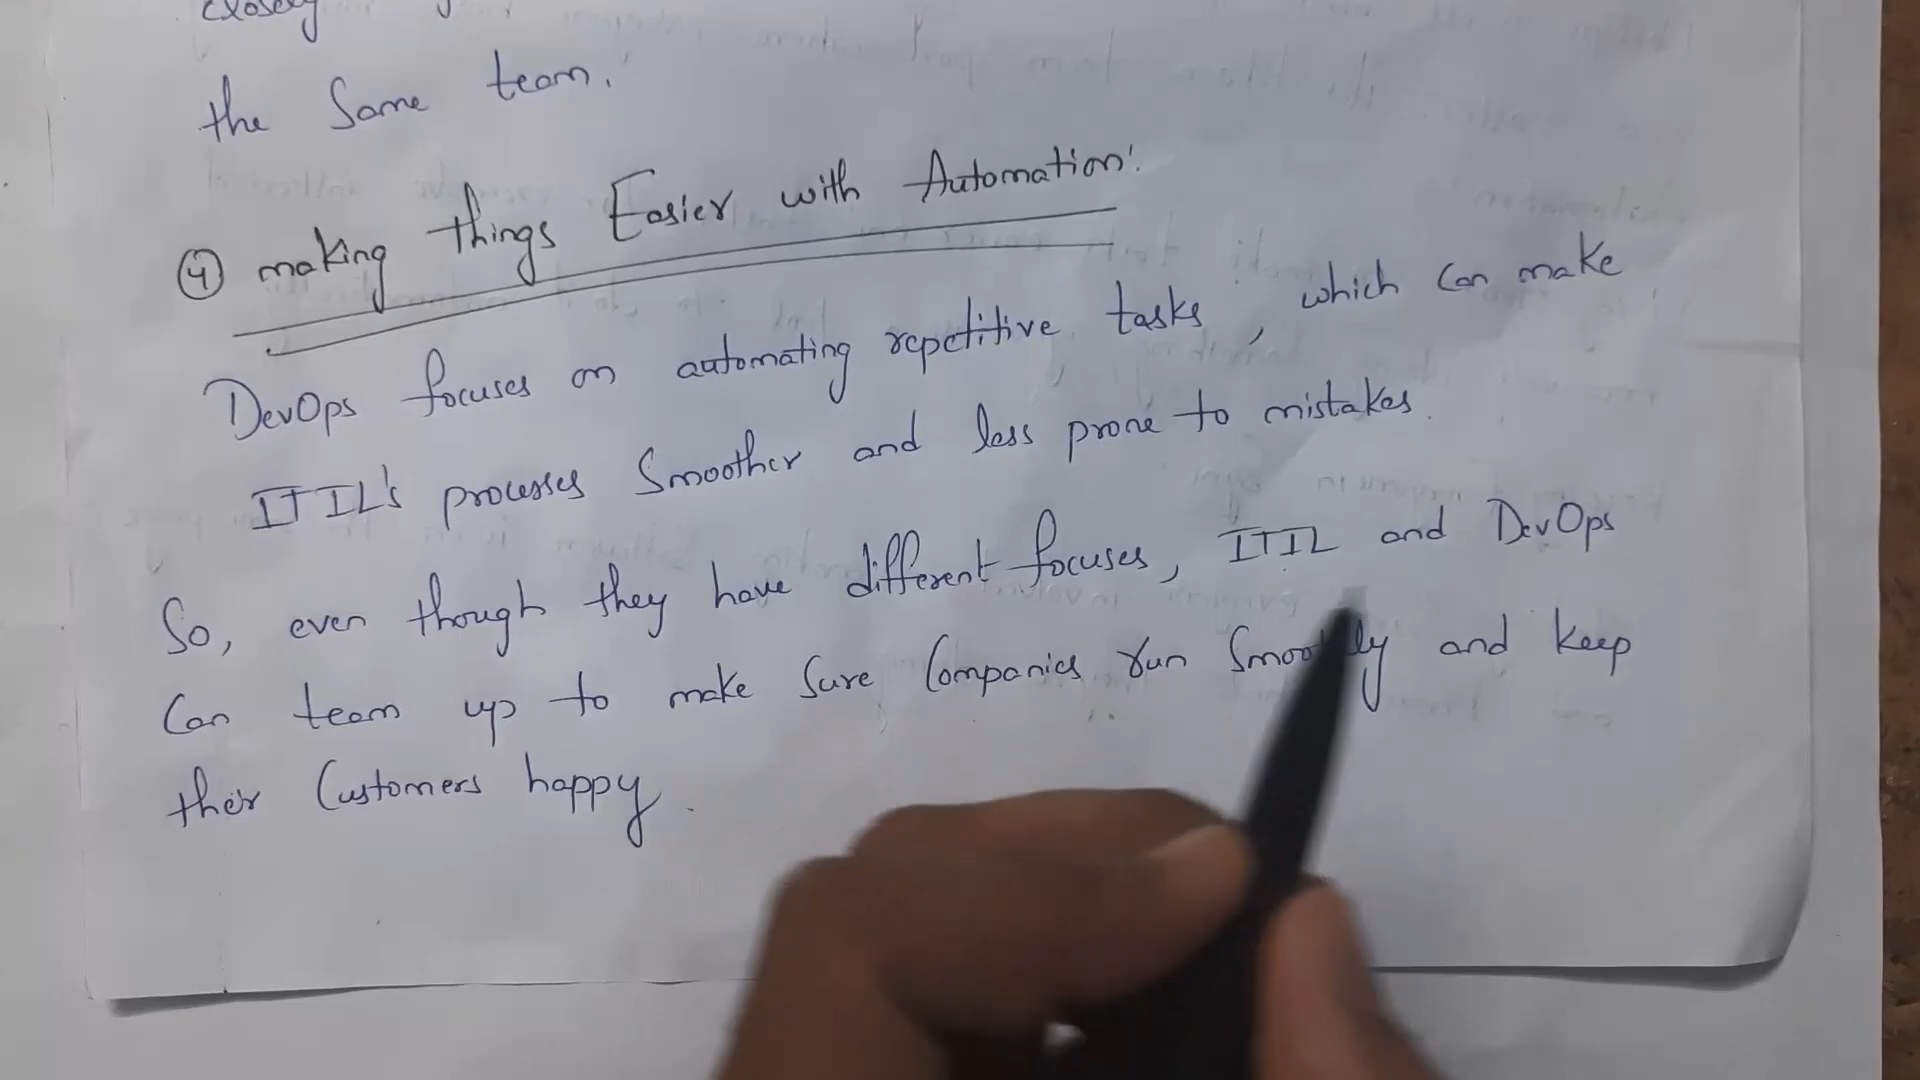 closely
the Same team.
④ making things Easier with Automation:
DevOps focuses on automating repetitive tasks, which can make
ITIL's processes Smoother and less prone to mistakes.
So, even though they have different focuses, ITIL and DevOps
Can team up to make Sure Companies run Smoothly and keep
their Customers happy.